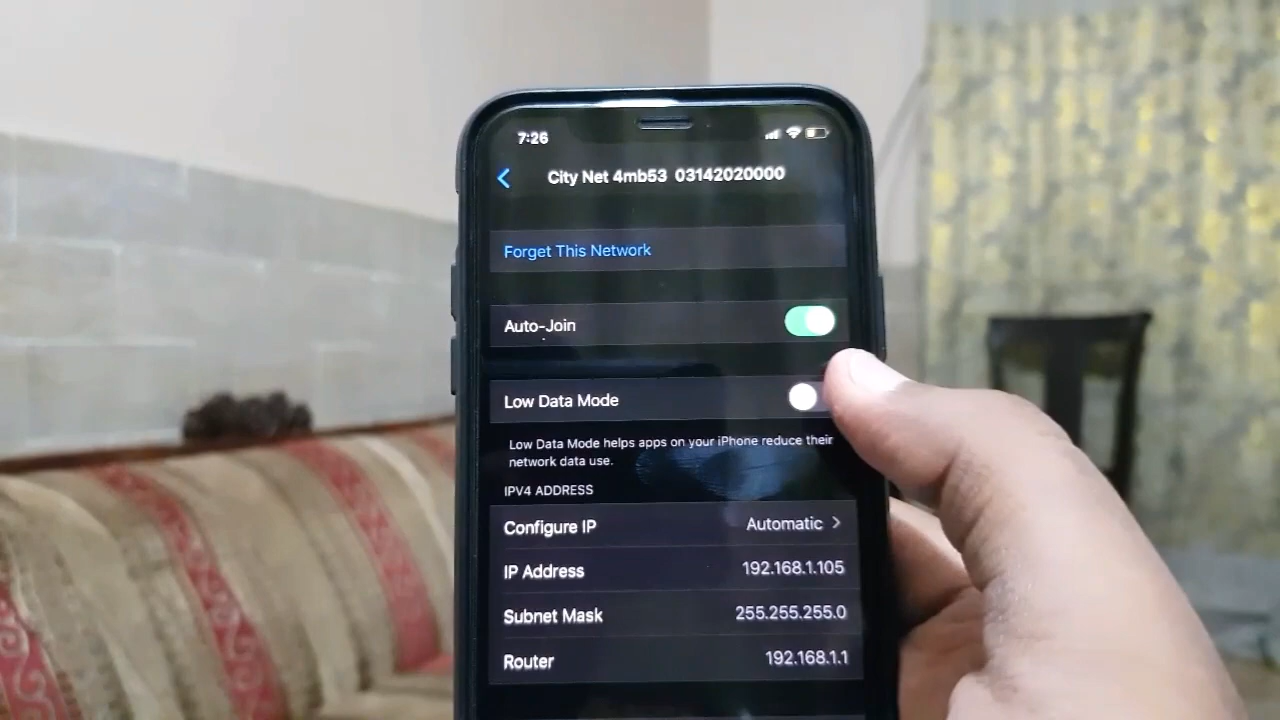 7:26
City Net 4mb53 03142020000
Forget This Network
Auto-Join
Low Data Mode
Low Data Mode helps apps on your iPhone reduce their
network data use.
IPV4 ADDRESS
Configure IP Automatic
IP Address 192.168.1.105
Subnet Mask 255.255.255.0
Router 192.168.1.1